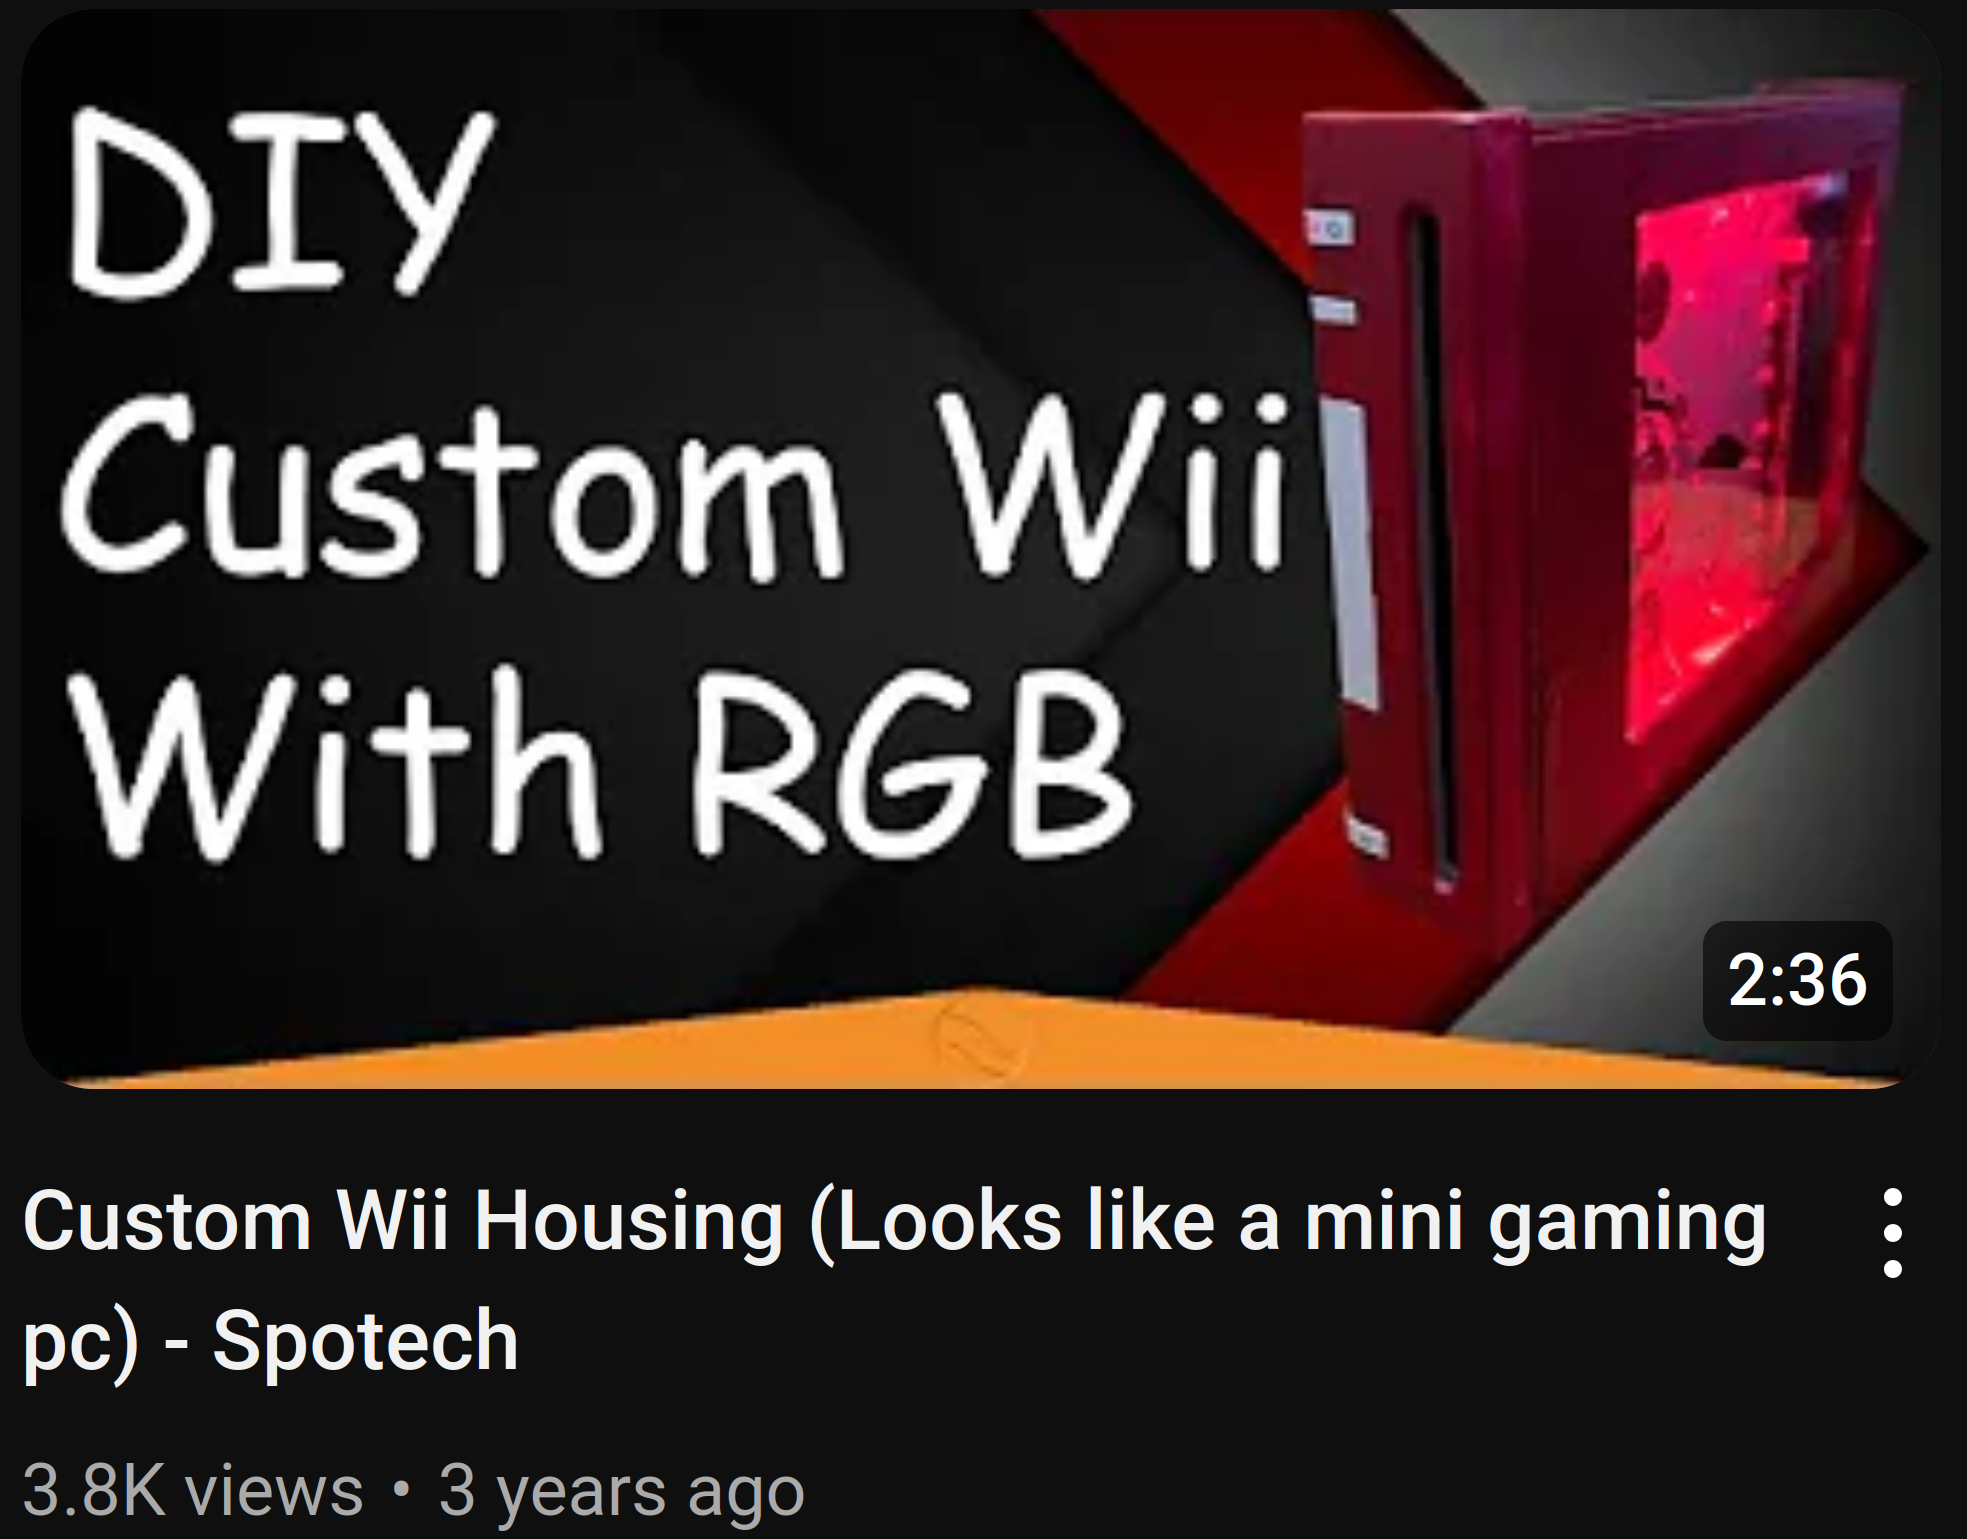 DIY
Custom Wii
With RGB
2:36
Custom Wii Housing (Looks like a mini gaming
pc) - Spotech
3.8K views • 3 years ago